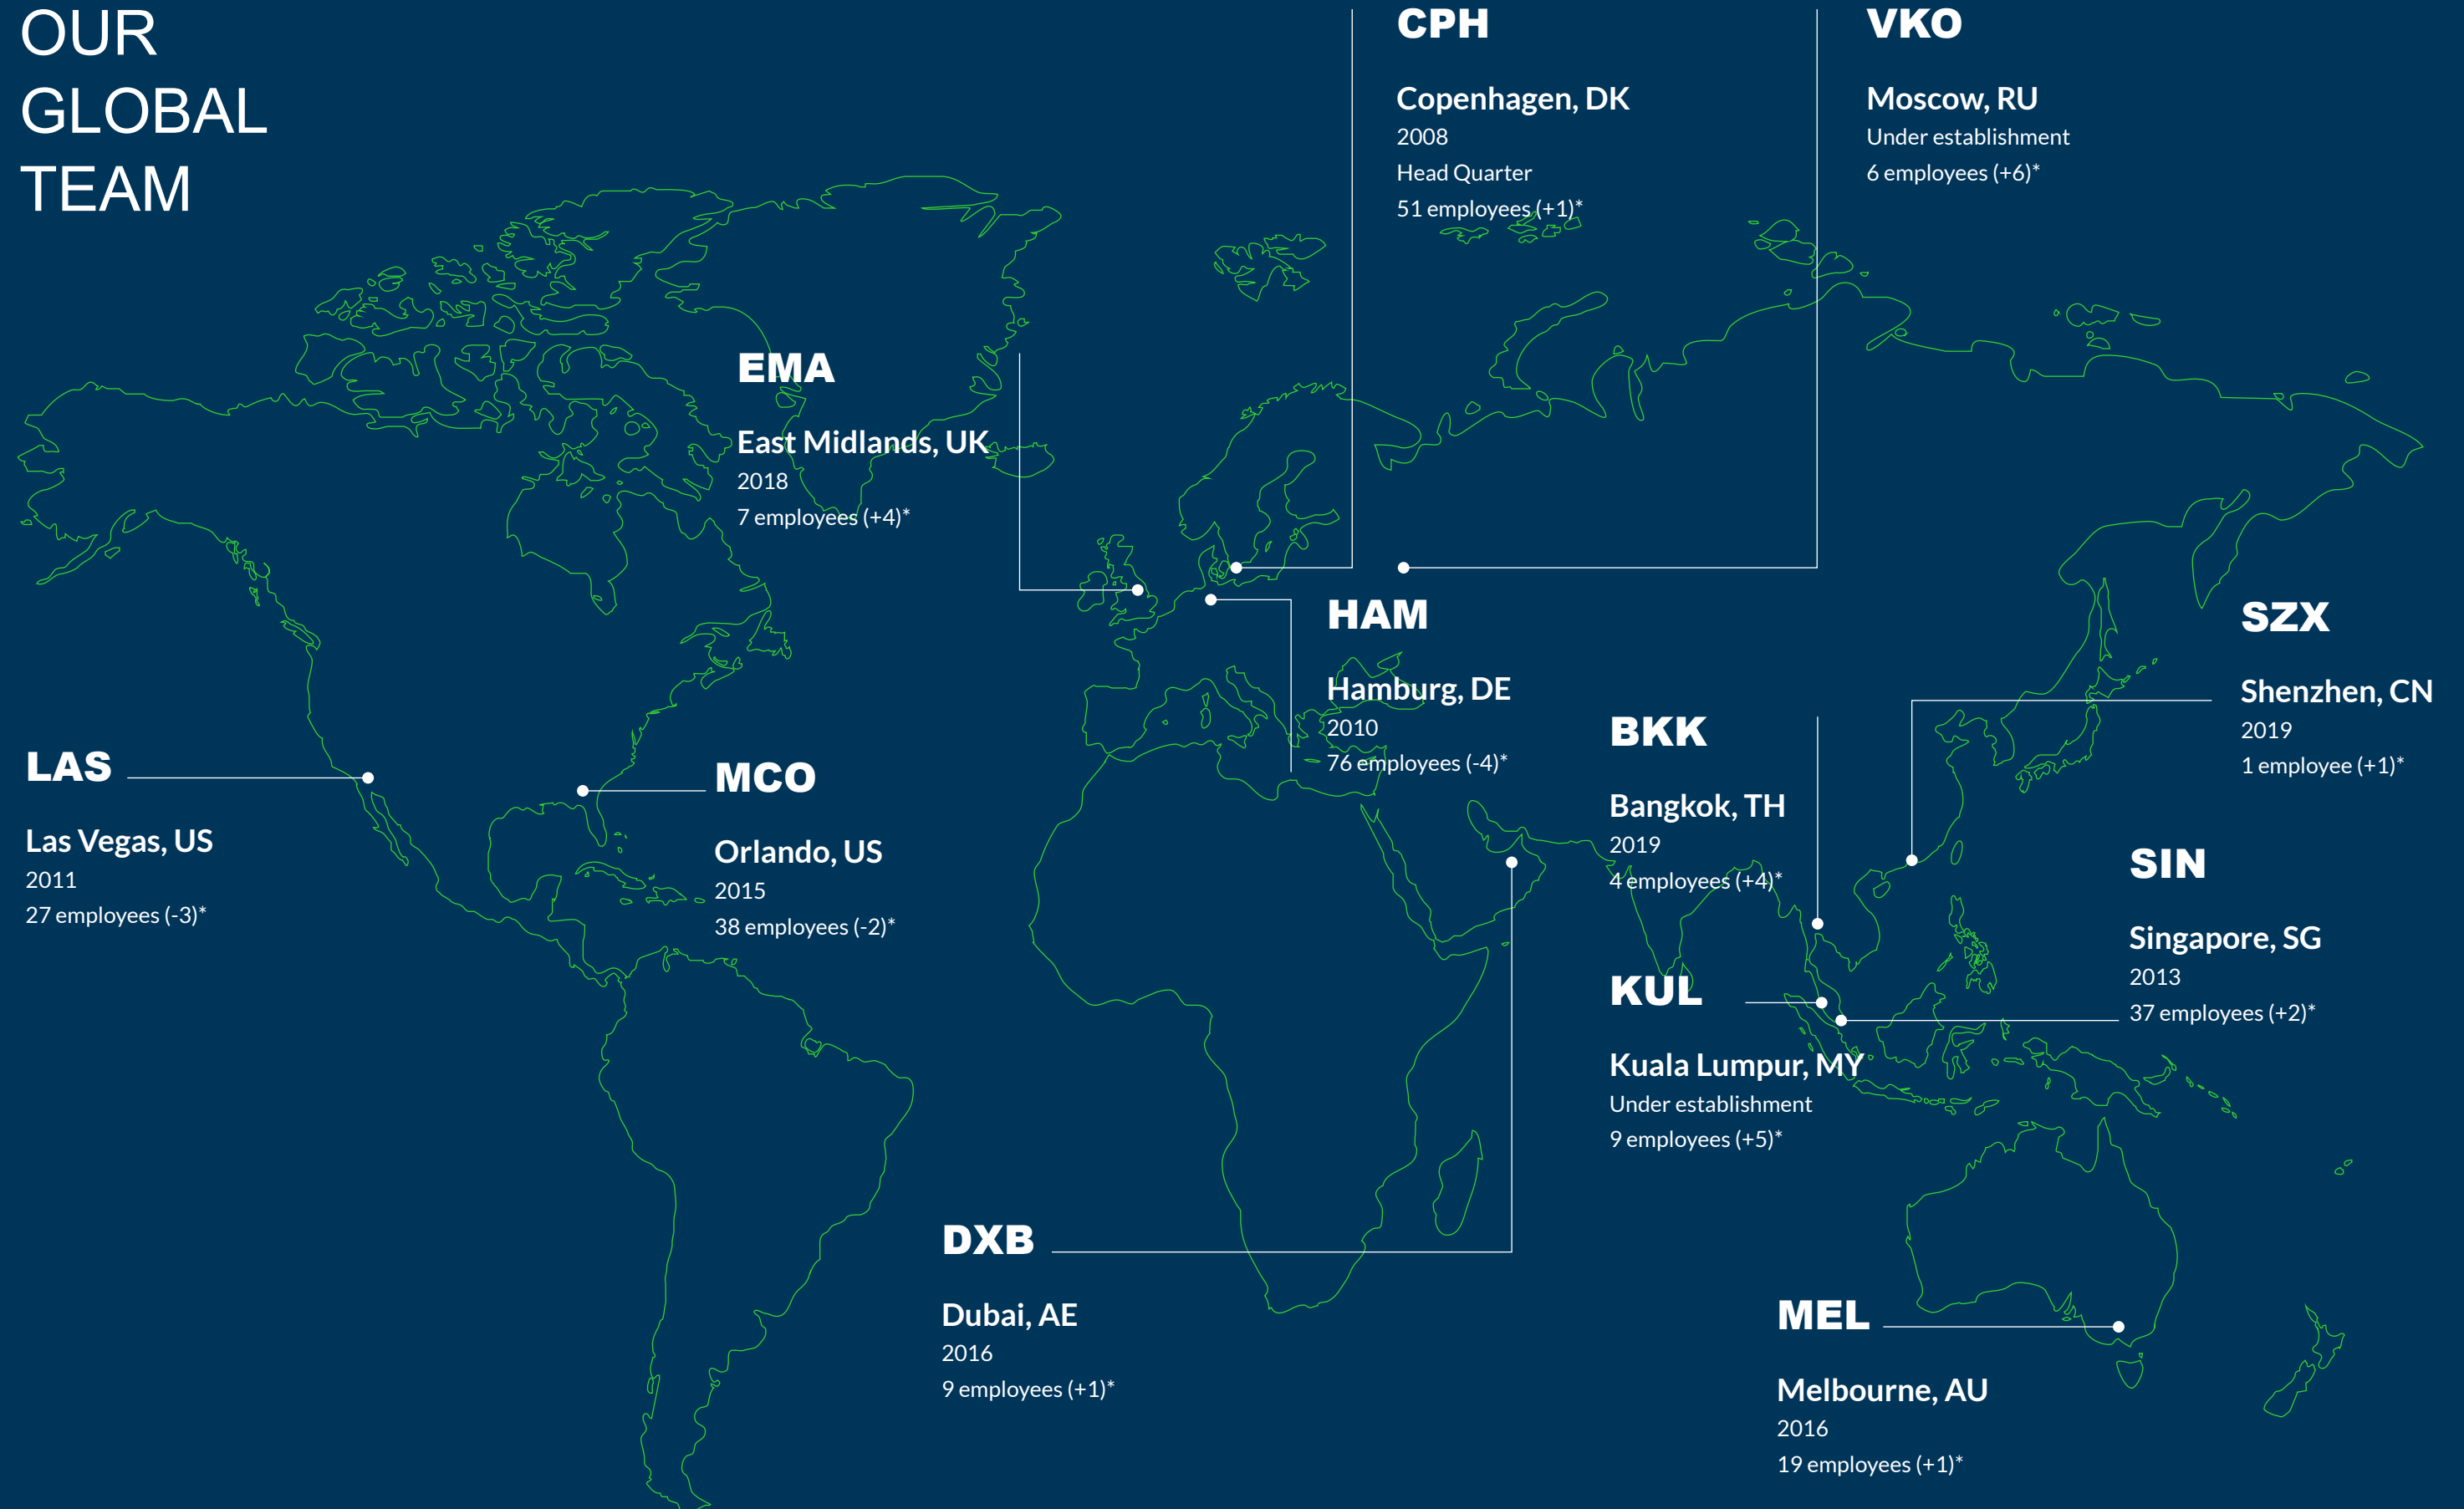 OUR
GLOBAL
TEAM
CPH
Copenhagen, DK
2008
Head Quarter
51 employees (+1)*
VKO
Moscow, RU
Under establishment
6 employees (+6)*
EMA
East Midlands, UK
2018
7 employees (+4)*
HAM
Hamburg, DE
2010
76 employees (-4)*
SZX
Shenzhen, CN
2019
1 employee (+1)*
LAS
Las Vegas, US
2011
27 employees (-3)*
MCO
Orlando, US
2015
38 employees (-2)*
BKK
Bangkok, TH
2019
4 employees (+4)*
SIN
Singapore, SG
2013
37 employees (+2)*
KUL
Kuala Lumpur, MY
Under establishment
9 employees (+5)*
DXB
Dubai, AE
2016
9 employees (+1)*
MEL
Melbourne, AU
2016
19 employees (+1)*